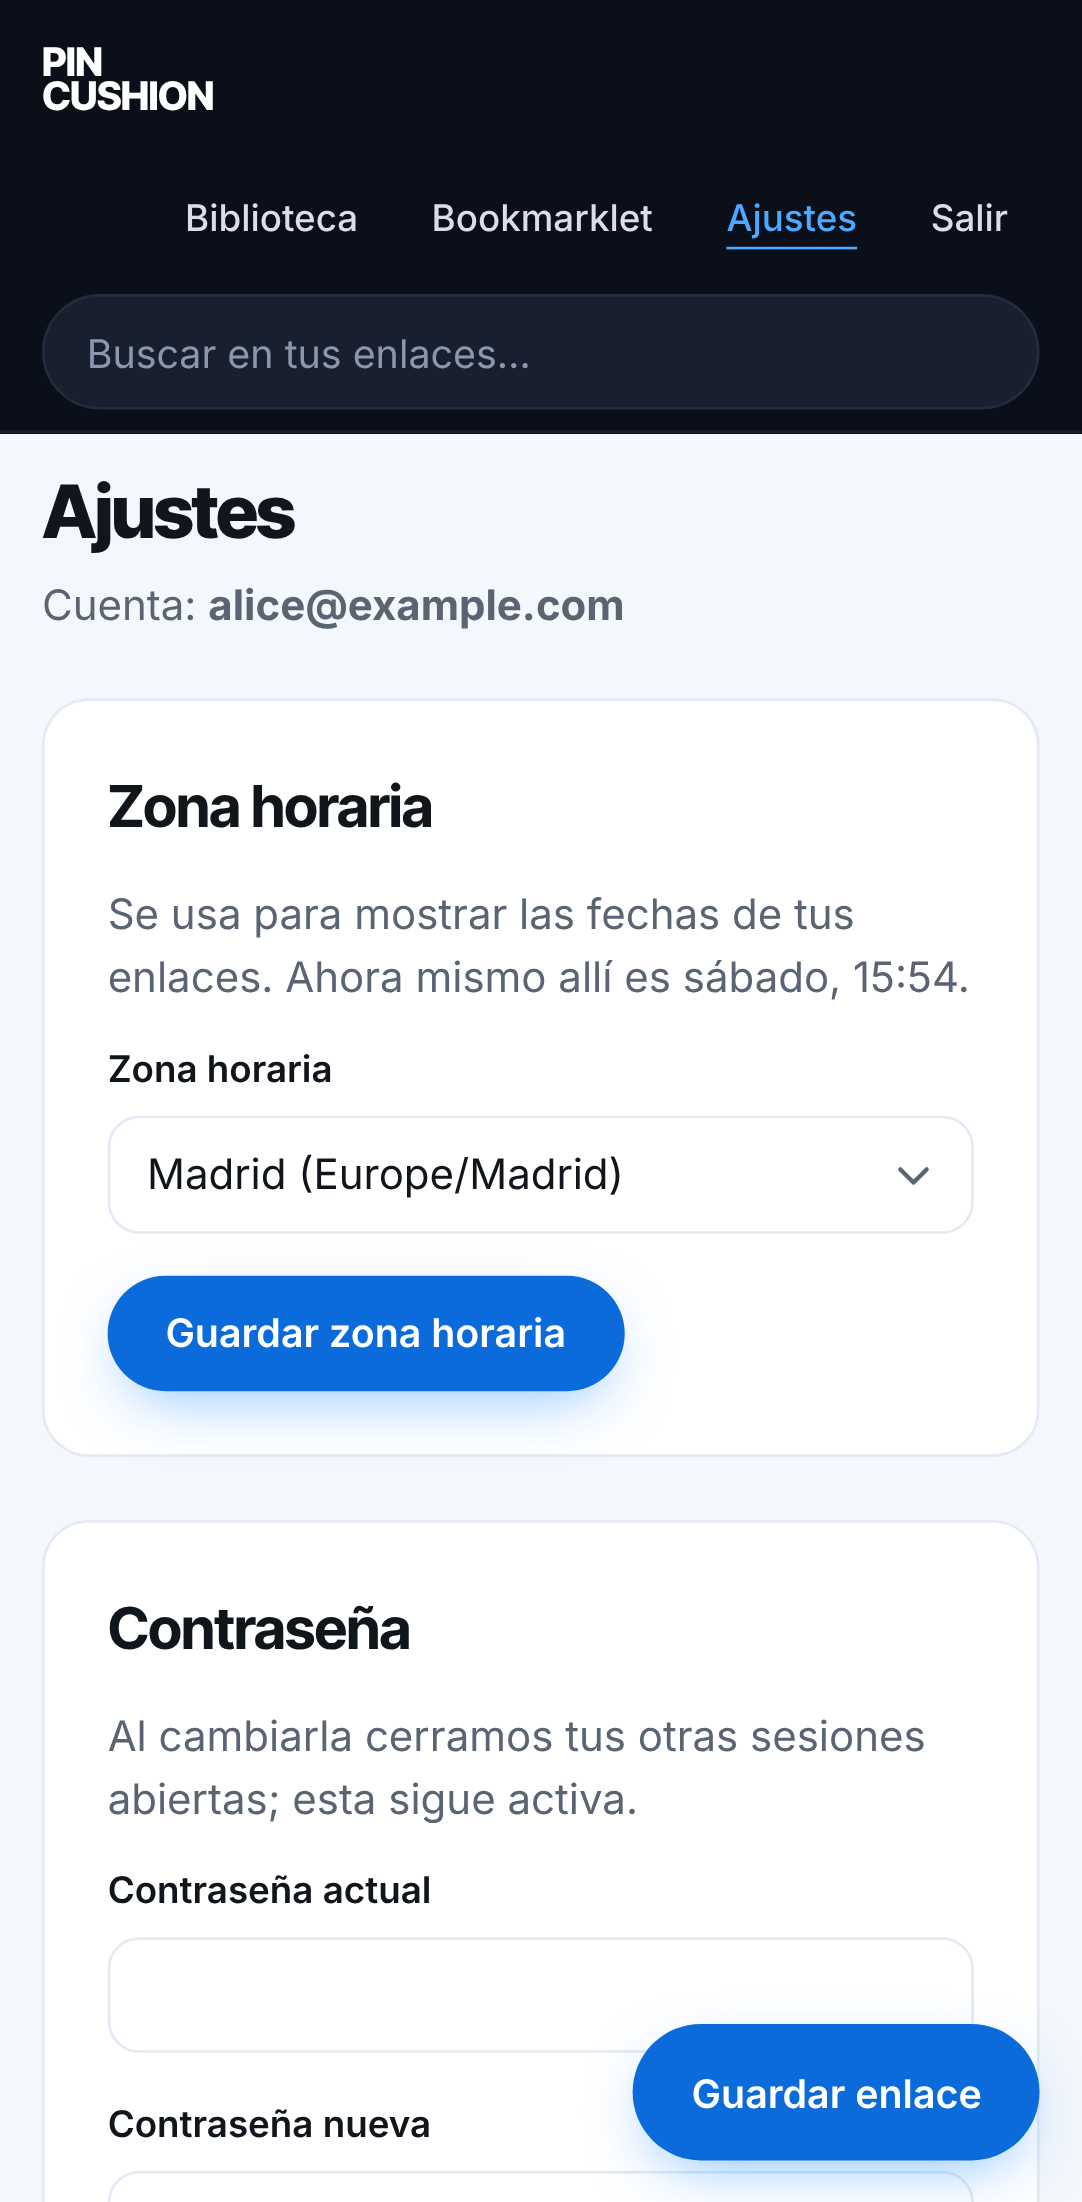 PIN
CUSHION
Biblioteca Bookmarklet Ajustes Salir
Buscar en tus enlaces...
Ajustes
Cuenta: alice@example.com
Zona horaria
Se usa para mostrar las fechas de tus
enlaces. Ahora mismo allí es sábado, 15:54.
Zona horaria
Madrid (Europe/Madrid)
Guardar zona horaria
Contraseña
Al cambiarla cerramos tus otras sesiones
abiertas; esta sigue activa.
Contraseña actual
Guardar enlace
Contraseña nueva